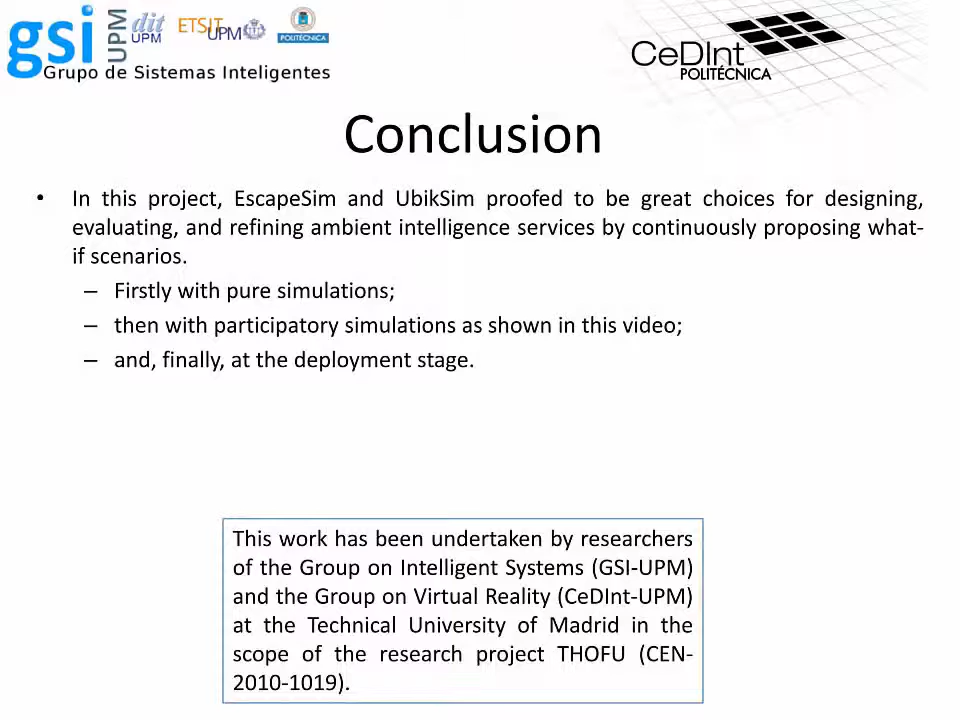 gsi UPM dit UPM ETSIT UPM POLITÉCNICA
Grupo de Sistemas Inteligentes
CeDInt
POLITÉCNICA
Conclusion
• In this project, EscapeSim and UbikSim proofed to be great choices for designing,
evaluating, and refining ambient intelligence services by continuously proposing what-
if scenarios.
– Firstly with pure simulations;
– then with participatory simulations as shown in this video;
– and, finally, at the deployment stage.
This work has been undertaken by researchers
of the Group on Intelligent Systems (GSI-UPM)
and the Group on Virtual Reality (CeDInt-UPM)
at the Technical University of Madrid in the
scope of the research project THOFU (CEN-
2010-1019).